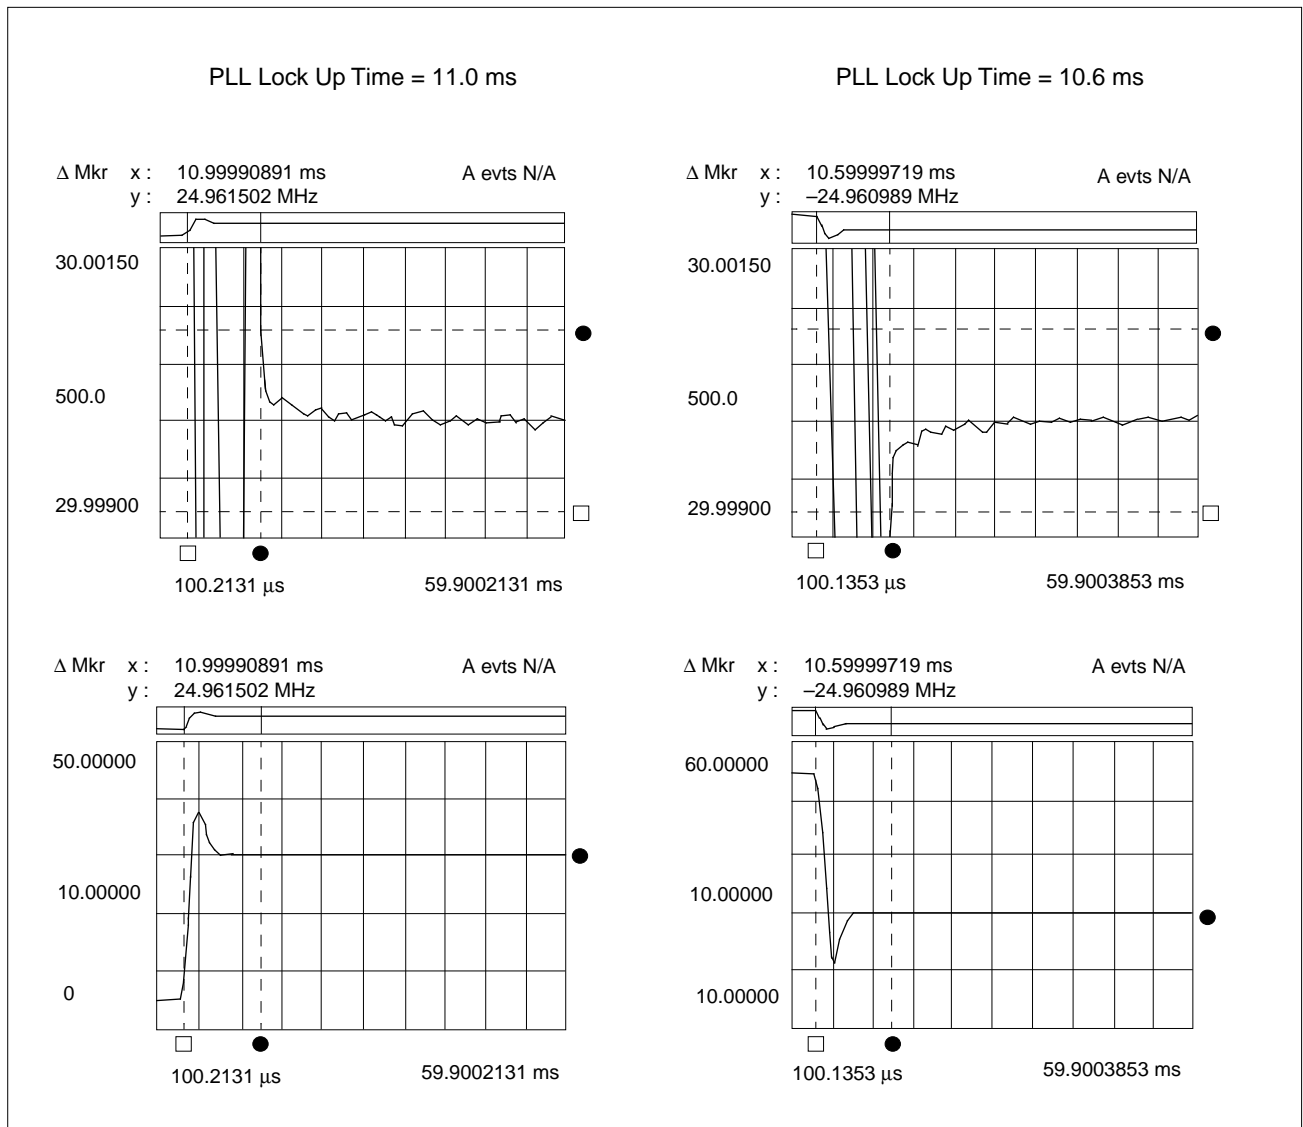 PLL Lock Up Time = 11.0 ms
PLL Lock Up Time = 10.6 ms
Δ Mkr x : 10.99990891 ms A evts N/A
y : 24.961502 MHz
30.00150
500.0
29.99900
100.2131 µs 59.9002131 ms
Δ Mkr x : 10.59999719 ms A evts N/A
y : –24.960989 MHz
30.00150
500.0
29.99900
100.1353 µs 59.9003853 ms
Δ Mkr x : 10.99990891 ms A evts N/A
y : 24.961502 MHz
50.00000
10.00000
0
100.2131 µs 59.9002131 ms
Δ Mkr x : 10.59999719 ms A evts N/A
y : –24.960989 MHz
60.00000
10.00000
10.00000
100.1353 µs 59.9003853 ms